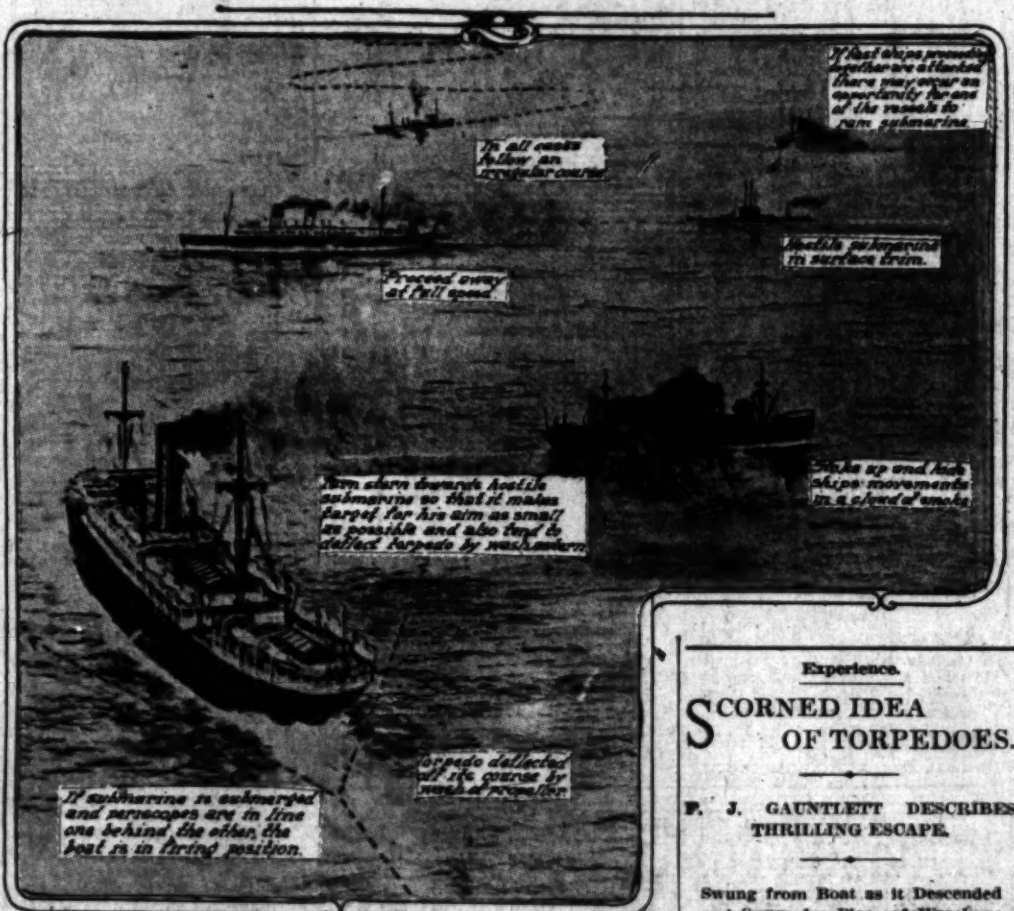 If fast ships proceeding
together are attacked
there may occur an
opportunity for one
of the vessels to
ram submarine.
In all cases
follow an
irregular course
Hostile submarine
in surface trim.
Proceed away
at full speed.
Turn stern towards hostile
submarine so that it makes
target for his aim as small
as possible and also tend to
deflect torpedo by wash astern
up and hide
ships movements
in a cloud of smoke
Torpedo deflected
off its course by
wash of propeller
If submarine is submerged
and periscopes are in line
one behind the other, the
boat is in firing position.
Experience.
SCORNED IDEA
OF TORPEDOES.
F. J. GAUNTLETT DESCRIBES
THRILLING ESCAPE.
Swung from Boat as it Descended